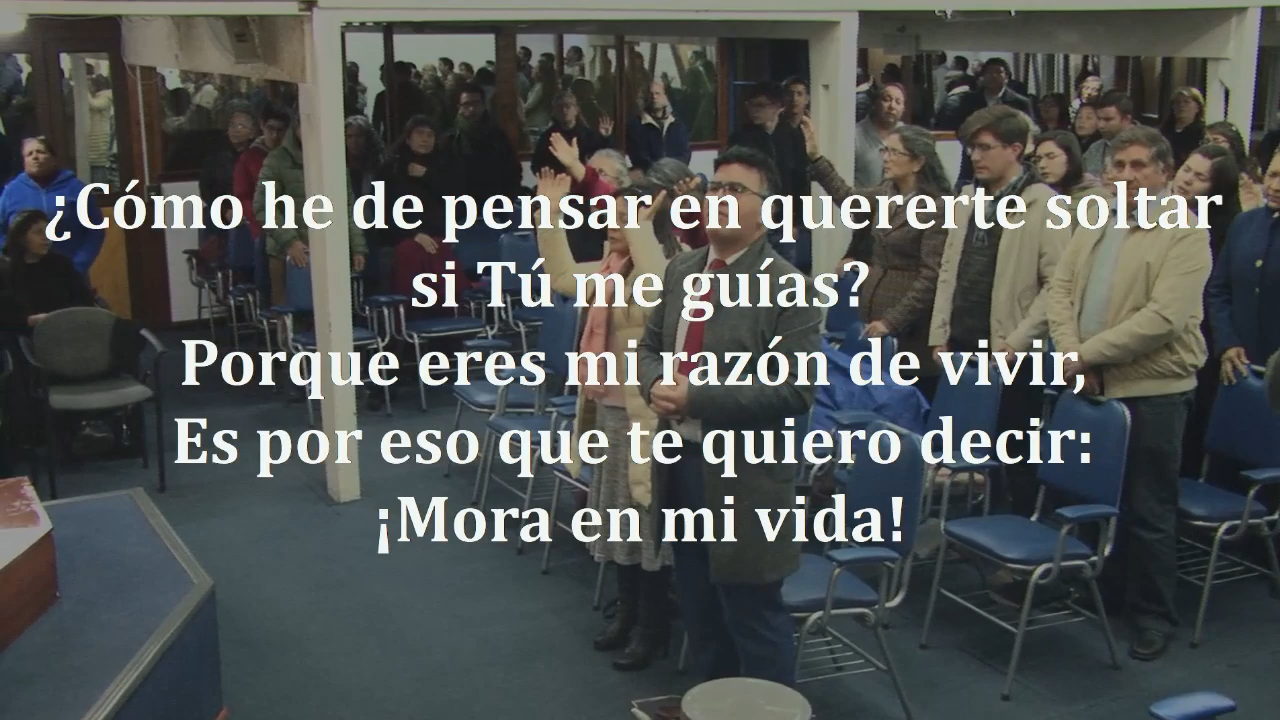 ¿Cómo he de pensar en quererte soltar
si Tú me guías?
Porque eres mi razón de vivir,
Es por eso que te quiero decir:
¡Mora en mi vida!